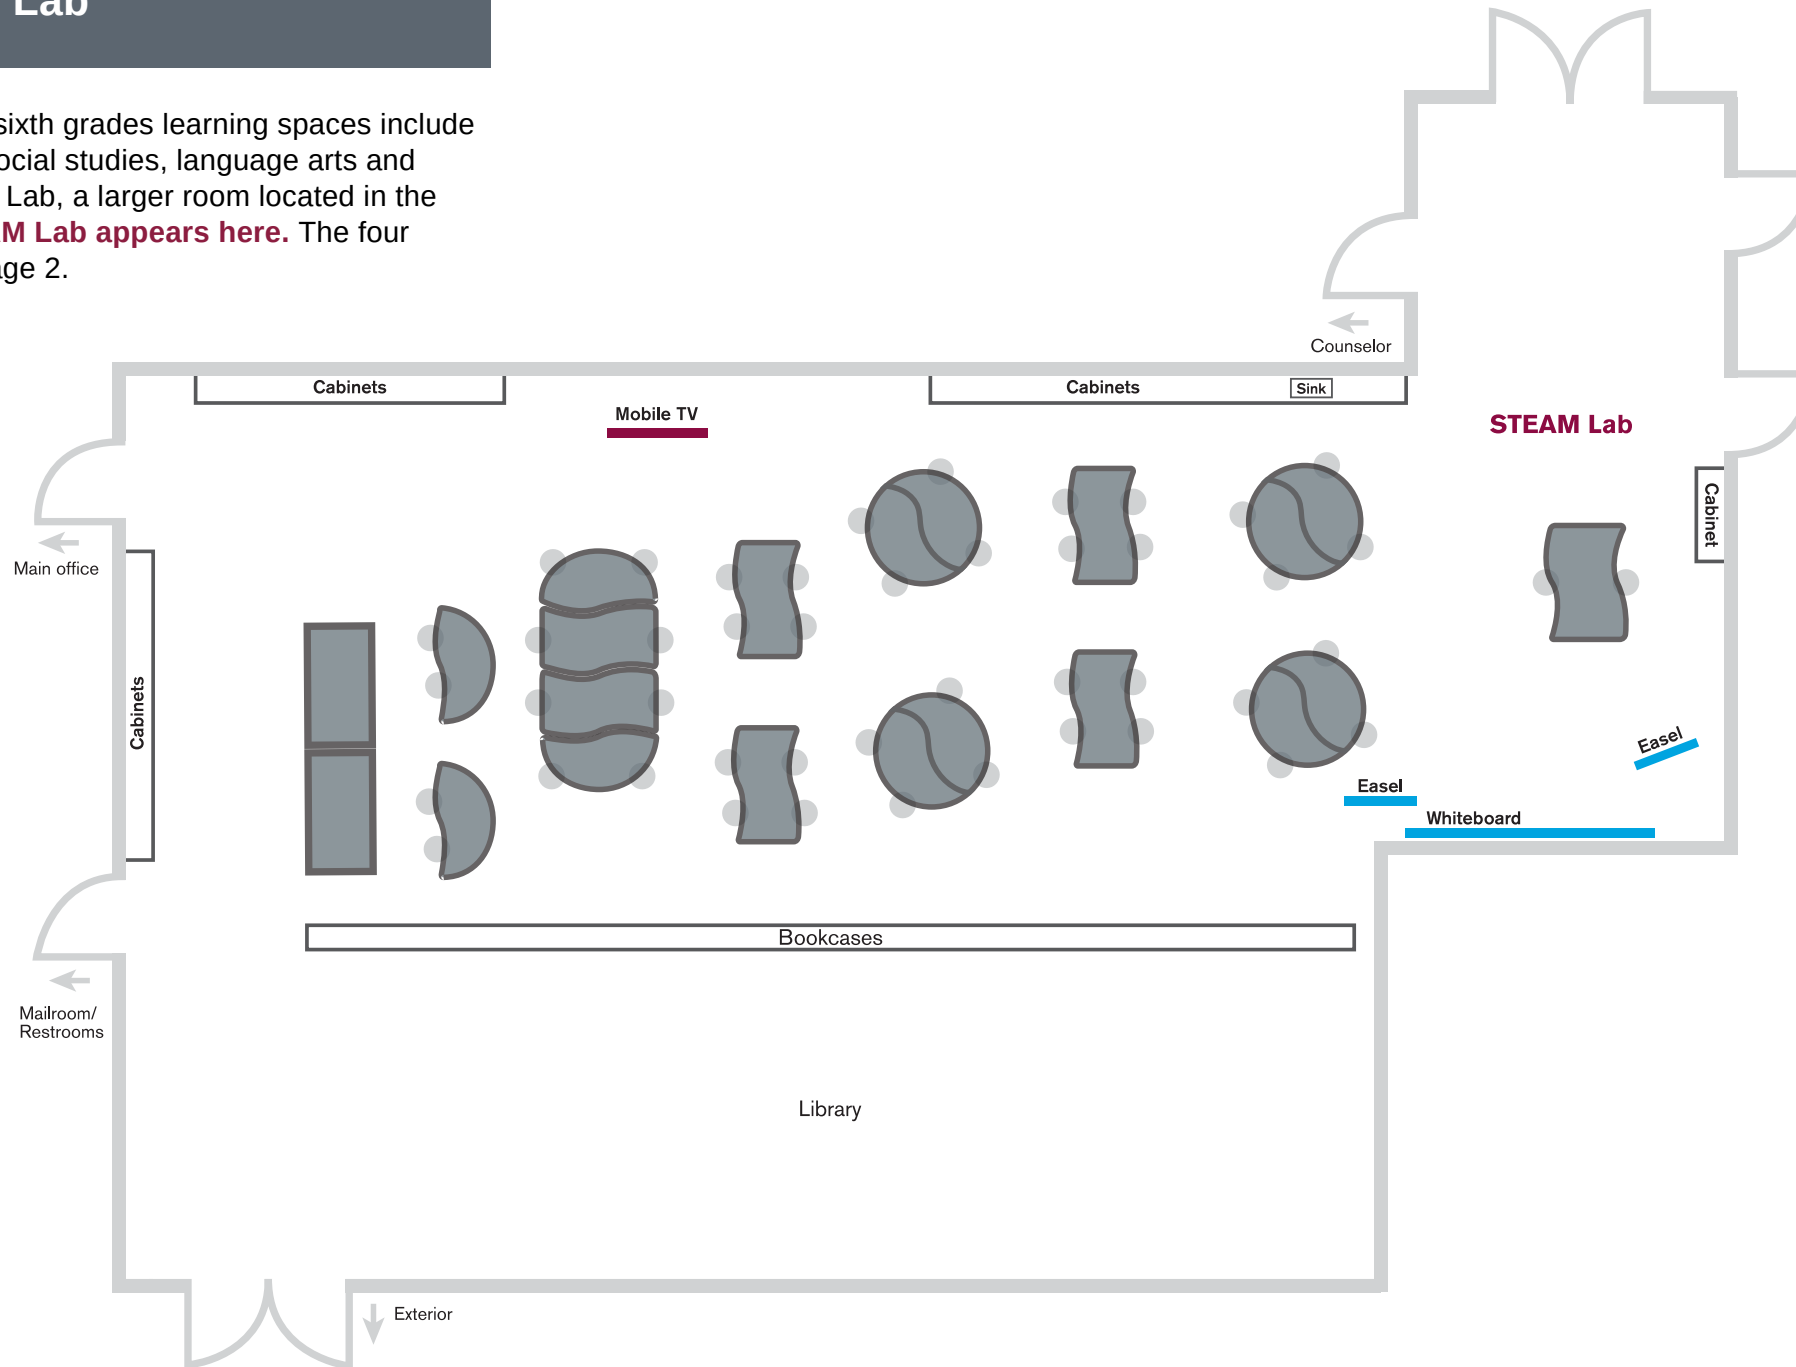 Lab
sixth grades learning spaces include
ocial studies, language arts and
Lab, a larger room located in the
M Lab appears here. The four
age 2.
Counselor
Cabinets
Cabinets
Sink
Mobile TV
STEAM Lab
Cabinet
Main office
Cabinets
Easel
Easel
Whiteboard
Bookcases
Mailroom/
Restrooms
Library
Exterior